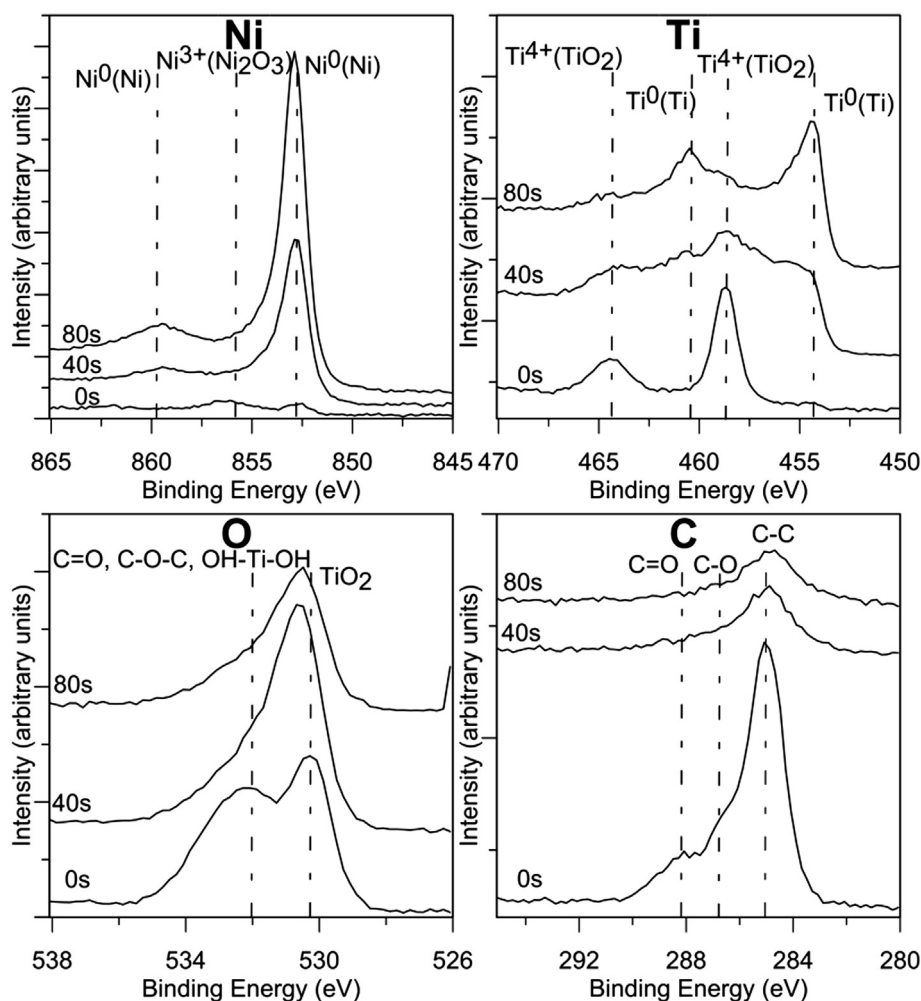 Ni
Ni⁰(Ni) Ni³⁺(Ni₂O₃) Ni⁰(Ni)
Intensity (arbitrary units)
80s
40s
0s
865 860 855 850 845
Binding Energy (eV)
Ti
Ti⁴⁺(TiO₂) Ti⁴⁺(TiO₂)
Ti⁰(Ti) Ti⁰(Ti)
Intensity (arbitrary units)
80s
40s
0s
470 465 460 455 450
Binding Energy (eV)
O
C=O, C-O-C, OH-Ti-OH
TiO₂
Intensity (arbitrary units)
80s
40s
0s
538 534 530 526
Binding Energy (eV)
C
C-C
C=O C-O
Intensity (arbitrary units)
80s
40s
0s
292 288 284 280
Binding Energy (eV)